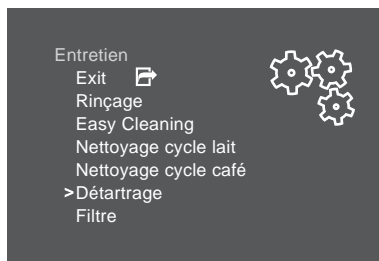 Entretien
Exit
Rinçage
Easy Cleaning
Nettoyage cycle lait
Nettoyage cycle café
>Détartrage
Filtre